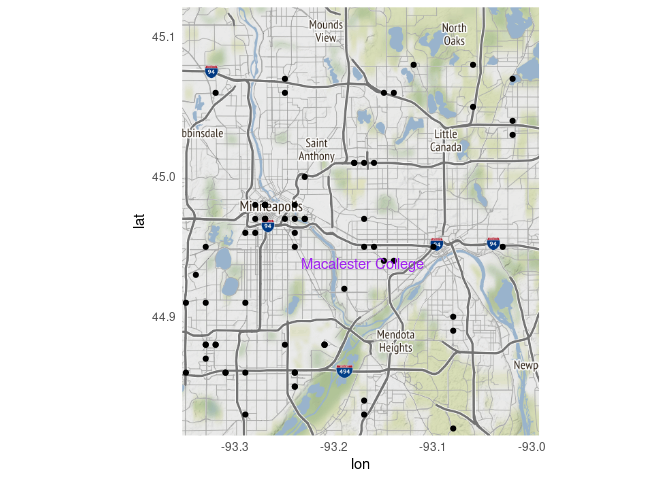 45.1
45.0
44.9
lat
Mounds
View
North
Oaks
94
bbinsdale
Saint
Anthony
Little
Canada
Minneapolis
94
94
94
Macalester College
Mendota
Heights
494
Newp
-93.3
-93.2
-93.1
-93.0
lon